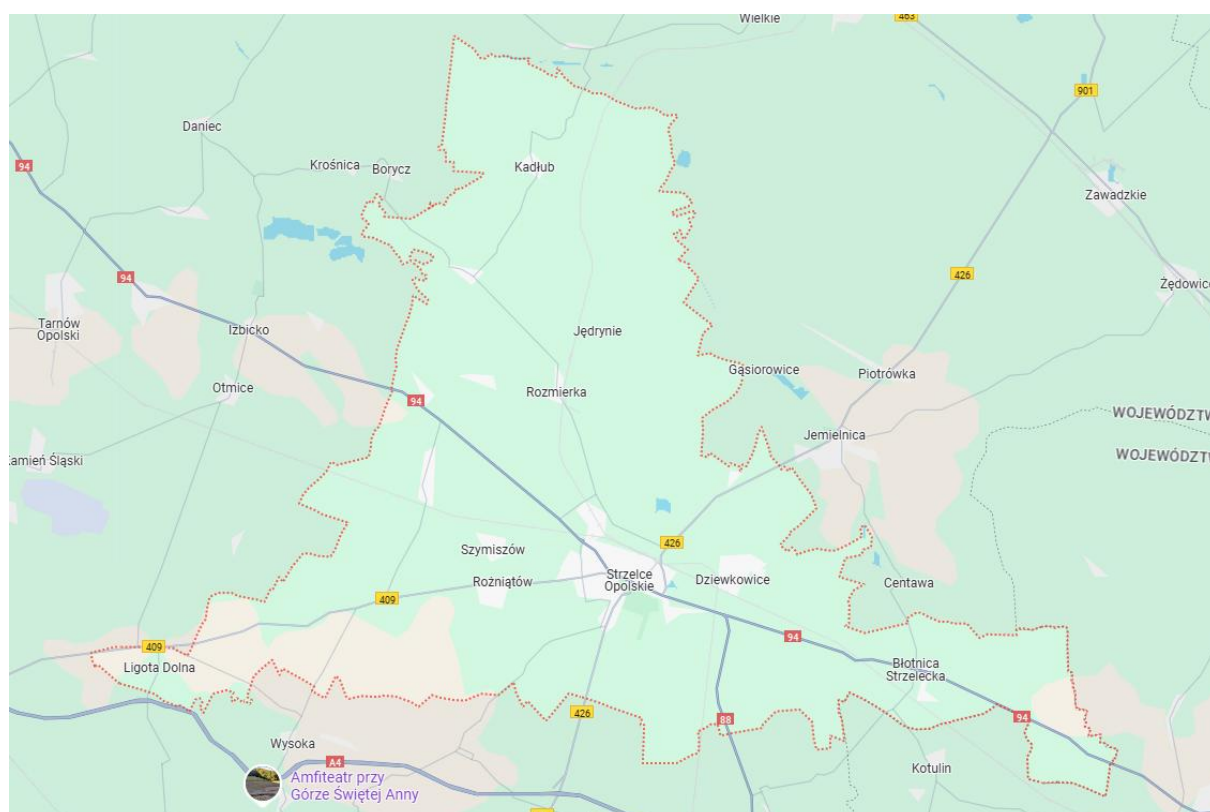 Wielkie
463
901
Daniec
94
Krośnica
Borycz
Kadłub
Zawadzkie
426
94
Żędowice
Tarnów
Opolski
Izbicko
Jędrynie
Otmice
Rozmierka
Gąsiorowice
Piotrówka
94
WOJEWÓDZTW
Jemielnica
WOJEWÓDZTW
Kamień Śląski
426
Szymiszów
Rożniątów
Strzelce
Opolskie
Dziewkowice
Centawa
409
94
409
Ligota Dolna
Błotnica
Strzelecka
426
88
94
Wysoka
A4
Kotulin
Amfiteatr przy
Górze Świętej Anny